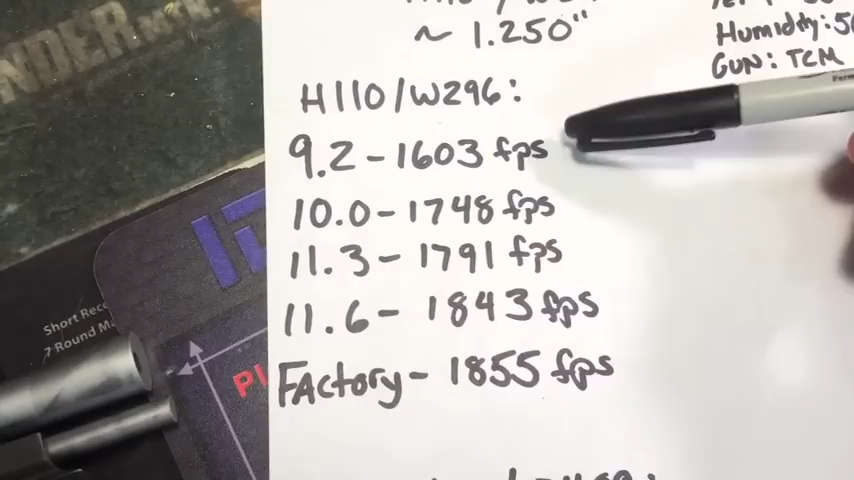 ~ 1.250"
Humidity: 5
GUN: TCM
H110/W296:
9.2 - 1603 fps
10.0 - 1748 fps
11.3 - 1791 fps
11.6 - 1843 fps
Factory - 1855 fps
NDER
Short Rec
7 Round M